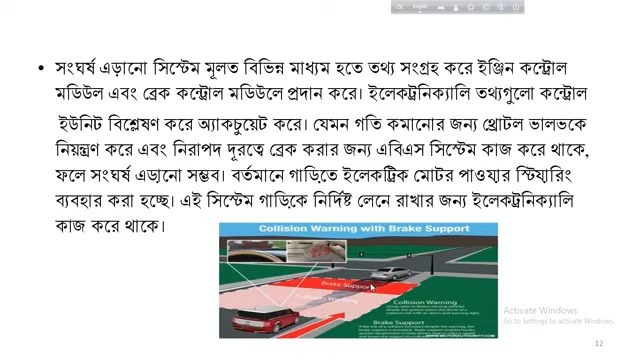 English
• সংঘর্ষ এড়ানো সিস্টেম মূলত বিভিন্ন মাধ্যম হতে তথ্য সংগ্রহ করে ইঞ্জিন কন্ট্রোল
মডিউল এবং ব্রেক কন্ট্রোল মডিউলে প্রদান করে। ইলেকট্রনিক্যালি তথ্যগুলো কন্ট্রোল
ইউনিট বিশ্লেষণ করে অ্যাকচুয়েট করে। যেমন গতি কমানোর জন্য থ্রোটল ভালভকে
নিয়ন্ত্রণ করে এবং নিরাপদ দূরত্বে ব্রেক করার জন্য এবিএস সিস্টেম কাজ করে থাকে,
ফলে সংঘর্ষ এড়ানো সম্ভব। বর্তমানে গাড়িতে ইলেকট্রিক মোটর পাওয়ার স্টিয়ারিং
ব্যবহার করা হচ্ছে। এই সিস্টেম গাড়িকে নির্দিষ্ট লেনে রাখার জন্য ইলেকট্রনিক্যালি
কাজ করে থাকে।
Collision Warning with Brake Support
Brake Support
Collision Warning
Collision Warning
Brake Support
Activate Windows
Go to Settings to activate Windows.
12